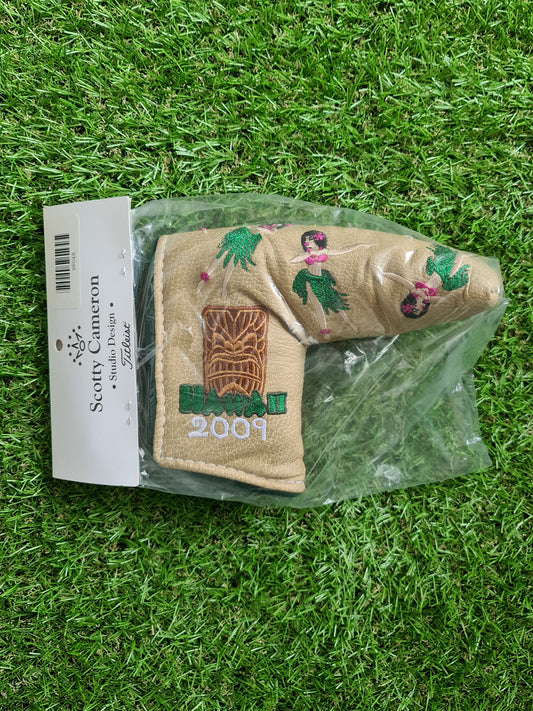 Scotty Cameron
• Studio Design •
Titleist
HAWAII
2009